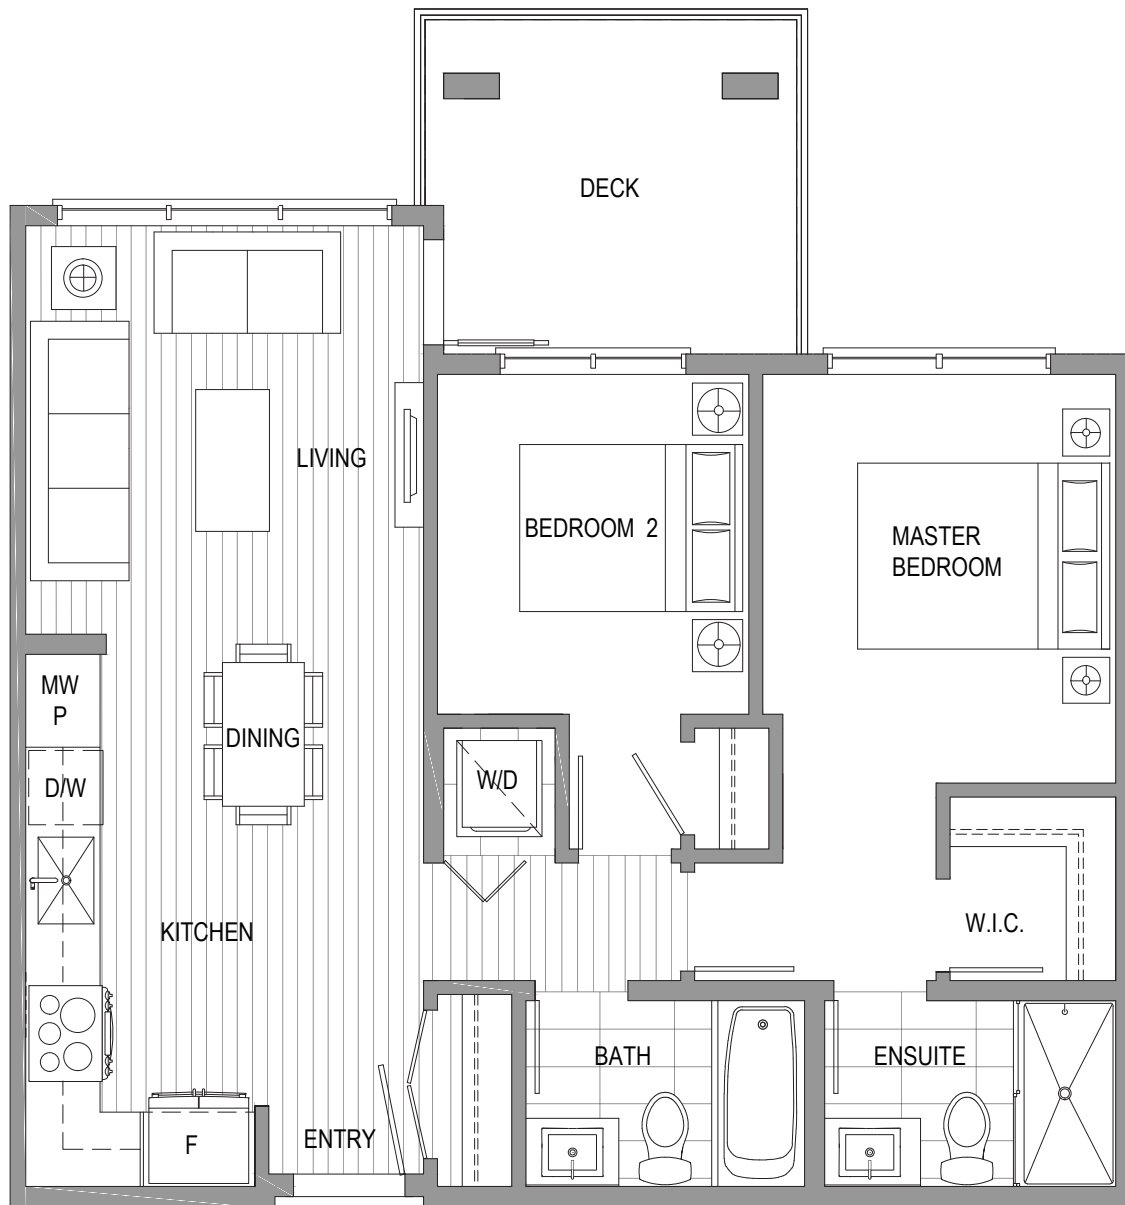 DECK
LIVING
BEDROOM 2
MASTER
BEDROOM
MW
P
DINING
W/D
D/W
KITCHEN
W.I.C.
BATH
ENSUITE
ENTRY
F